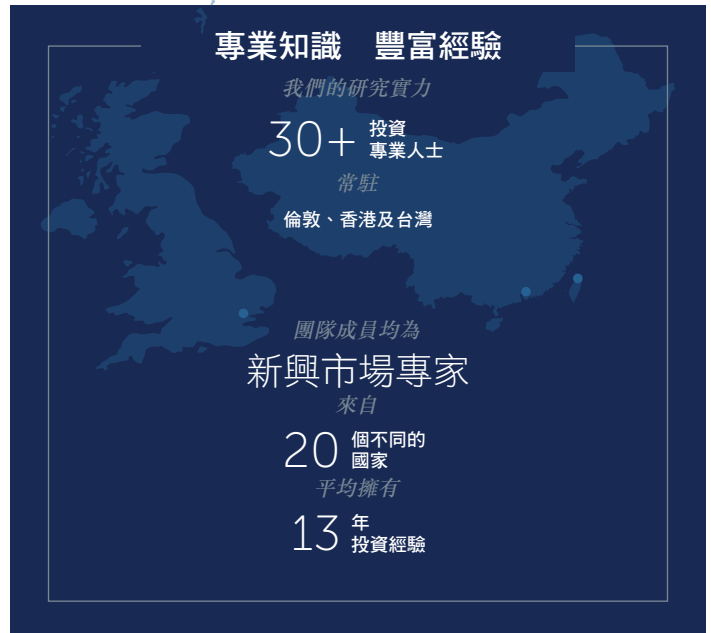 專業知識　豐富經驗
我們的研究實力
30+ 投資
專業人士
常駐
倫敦、香港及台灣
團隊成員均為
新興市場專家
來自
20 個不同的
國家
平均擁有
13 年
投資經驗